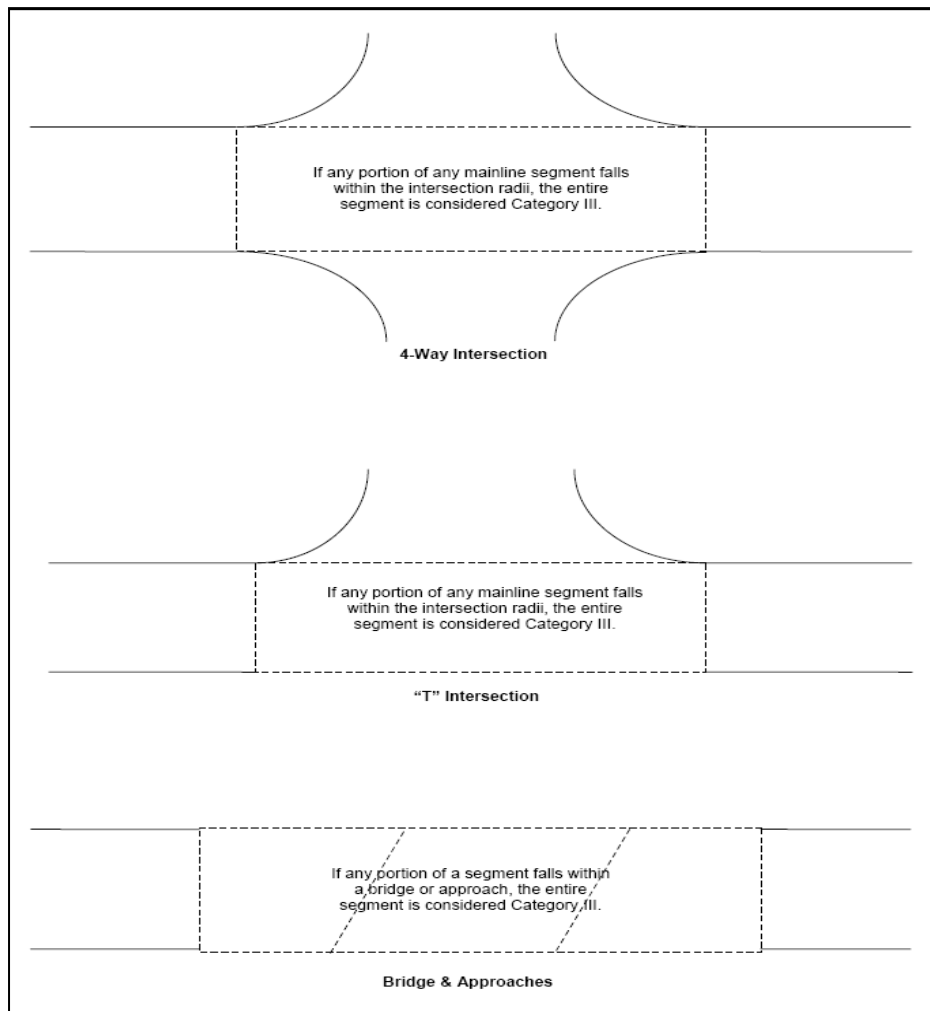 If any portion of any mainline segment falls
within the intersection radii, the entire
segment is considered Category III.
4-Way Intersection
If any portion of any mainline segment falls
within the intersection radii, the entire
segment is considered Category III.
“T” Intersection
If any portion of a segment falls within
a bridge or approach, the entire
segment is considered Category III.
Bridge & Approaches